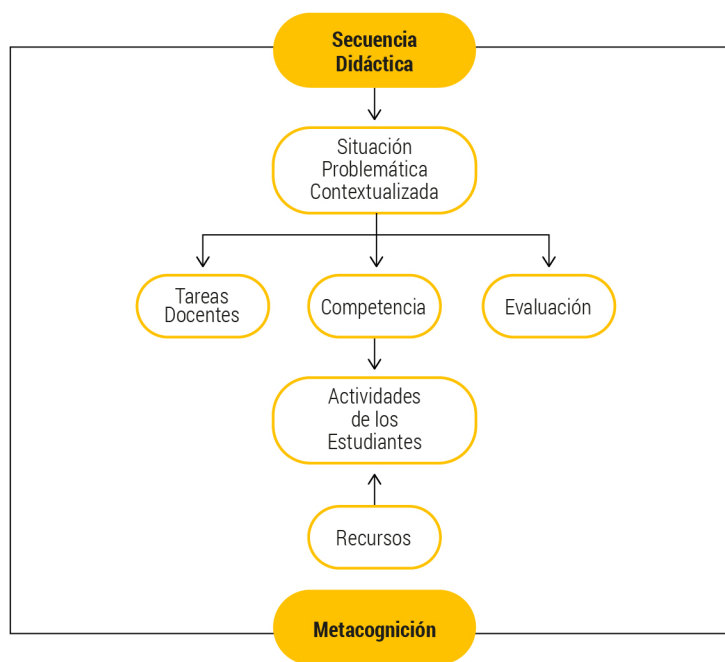 Secuencia
Didáctica
Situación
Problemática
Contextualizada
Tareas
Docentes
Competencia
Evaluación
Actividades
de los
Estudiantes
Recursos
Metacognición